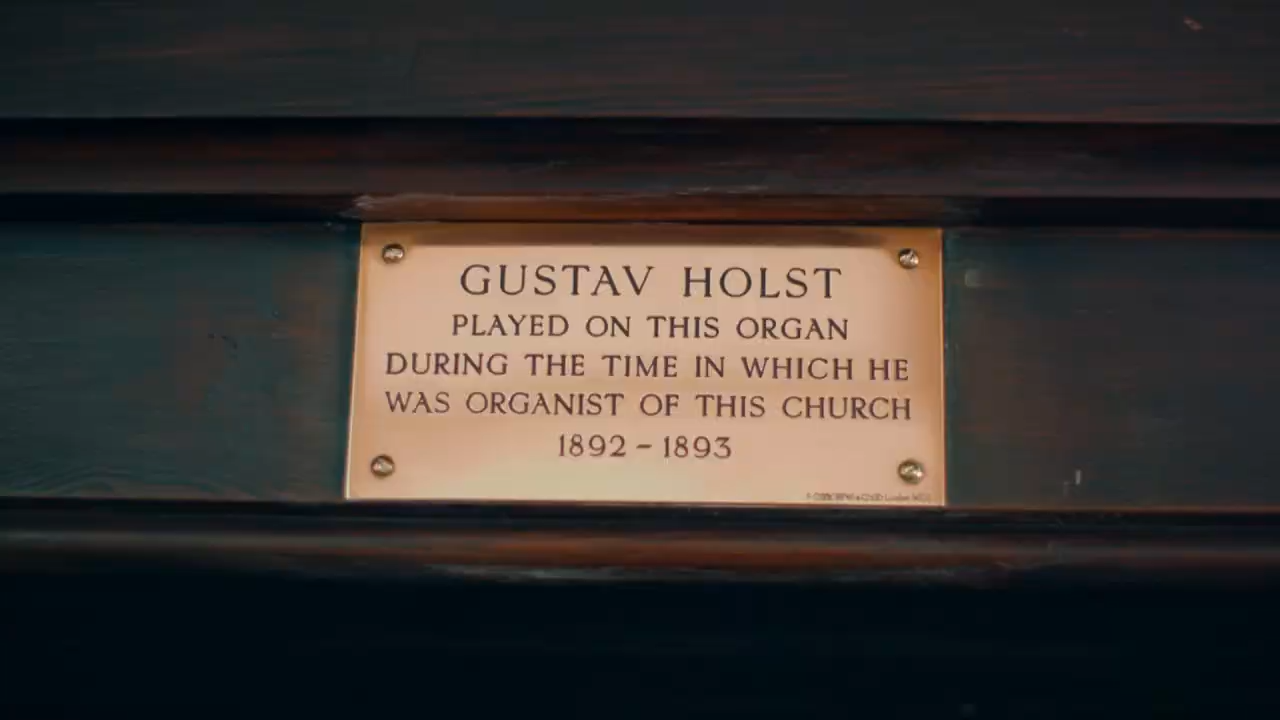 GUSTAV HOLST
PLAYED ON THIS ORGAN
DURING THE TIME IN WHICH HE
WAS ORGANIST OF THIS CHURCH
1892 – 1893